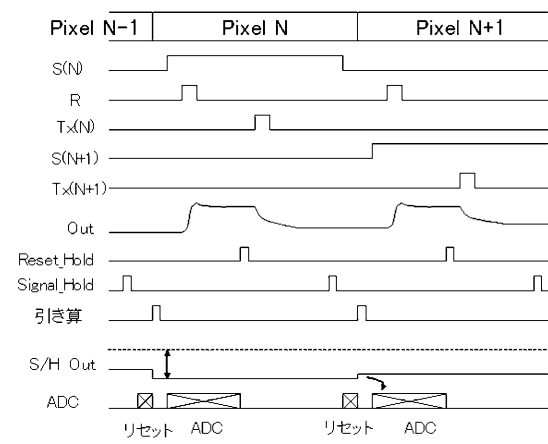 Pixel N-1 Pixel N Pixel N+1
S(N)
R
Tx(N)
S(N+1)
Tx(N+1)
Out
Reset_Hold
Signal_Hold
引き算
S/H Out
ADC
リセット ADC リセット ADC